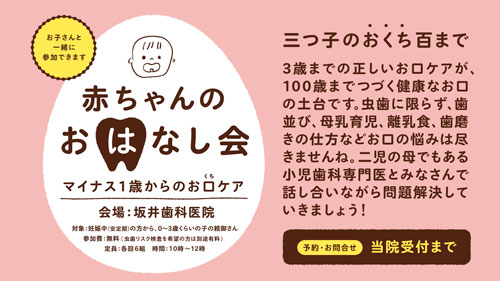 お子さんと
一緒に
参加できます
赤ちゃんの
おはなし会
マイナス1歳からのお口ケア
くち
会場:坂井歯科医院
対象:妊娠中(安定期)の方から、0~3歳くらいの子の親御さん
参加費:無料(虫歯リスク検査を希望の方は別途有料)
定員:各回6組 時間:10時~12時
三つ子のおくち百まで
3歳までの正しいお口ケアが、
100歳までつづく健康なお口
の土台です。虫歯に限らず、歯
並び、母乳育児、離乳食、歯磨
きの仕方などお口の悩みは尽
きませんね。二児の母でもある
小児歯科専門医とみなさんで
話し合いながら問題解決して
いきましょう!
予約・お問合せ 当院受付まで